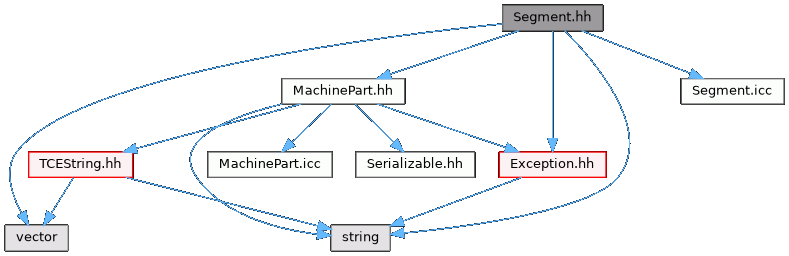 Segment.hh
MachinePart.hh
Segment.icc
TCEString.hh
MachinePart.icc
Serializable.hh
Exception.hh
vector
string